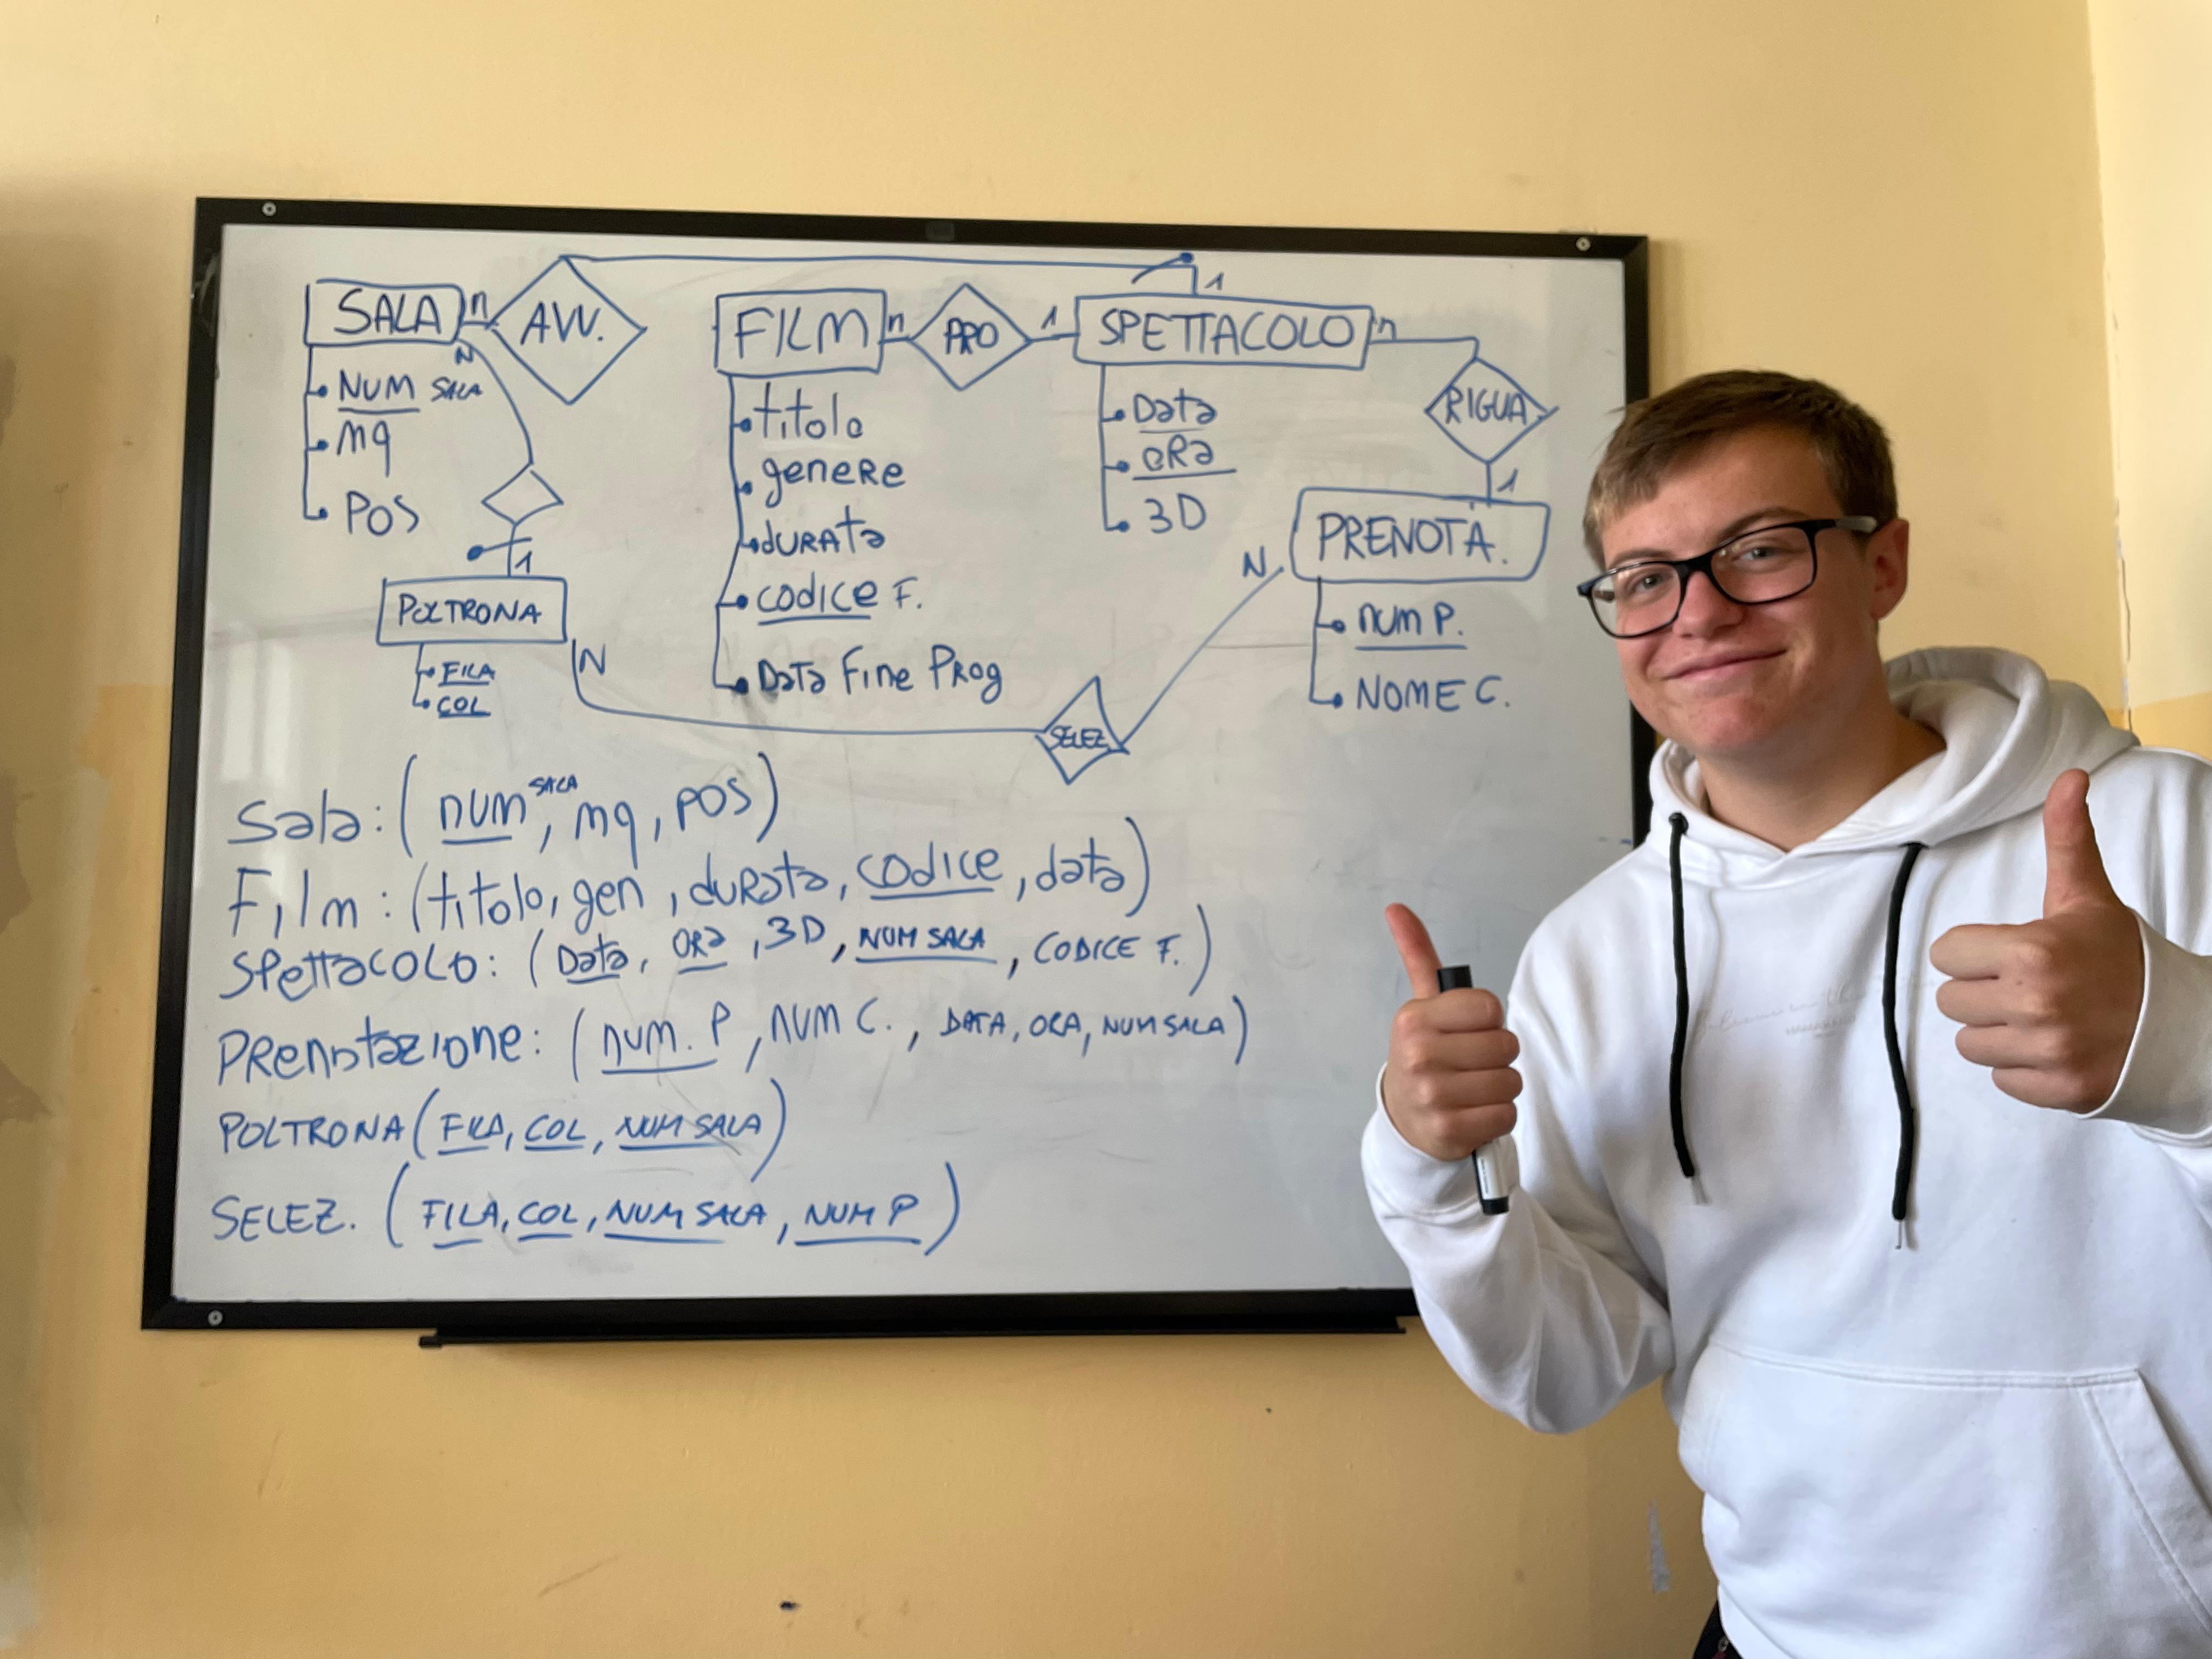 SALA n AVV. 1
FILM n PRO 1 SPETTACOLO n
RIGUA
1
N
NUM SALA
mq
POS
1
POLTRONA
FILA
COL
N
titolo
genere
durata
codice F.
Data Fine Prog
Data
ora
3D
PRENOTA.
N
num P.
NOME C.
SELEZ
Sala: (num SALA, mq, POS)
Film: (titolo, gen, durata, codice, data)
Spettacolo: (Data, ora, 3D, NUM SALA, CODICE F.)
Prenotazione: (num. P, NUM C., DATA, ORA, NUM SALA)
POLTRONA (FILA, COL, NUM SALA)
SELEZ. (FILA, COL, NUM SALA, NUM P)